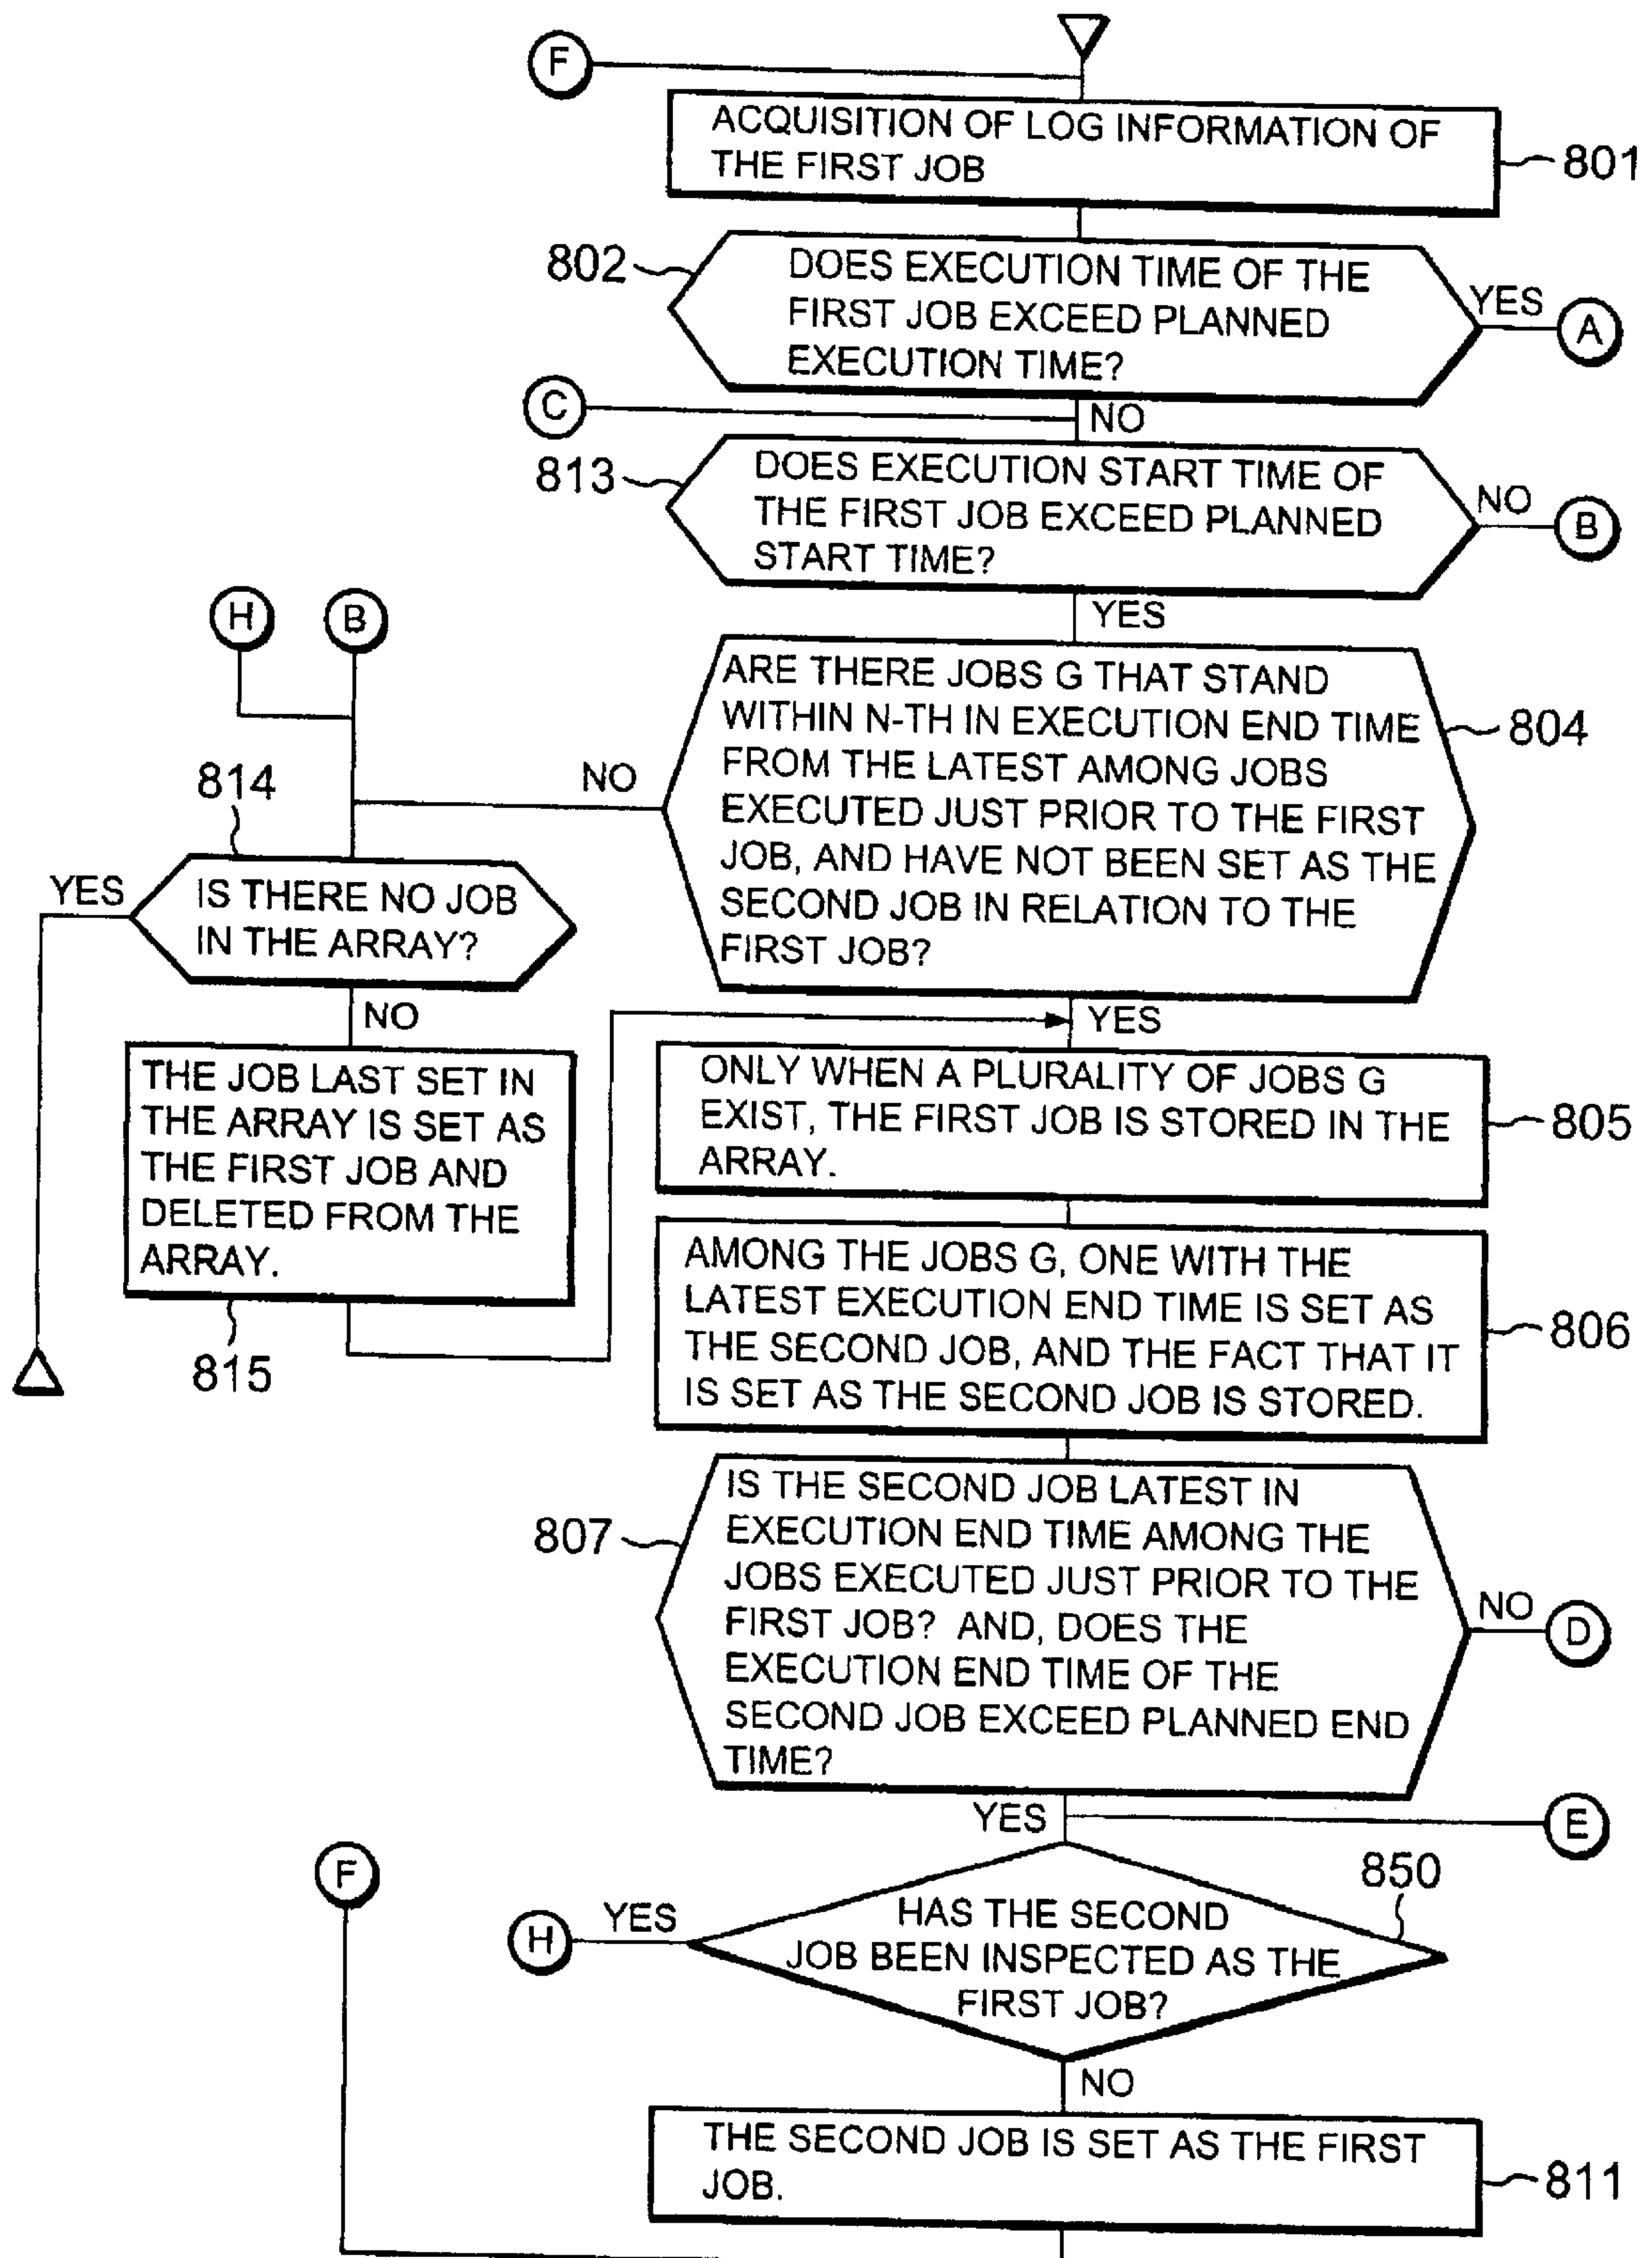 F
ACQUISITION OF LOG INFORMATION OF
THE FIRST JOB
801
802
DOES EXECUTION TIME OF THE
FIRST JOB EXCEED PLANNED
EXECUTION TIME?
YES
A
C
NO
813
DOES EXECUTION START TIME OF
THE FIRST JOB EXCEED PLANNED
START TIME?
NO
B
YES
H
B
ARE THERE JOBS G THAT STAND
WITHIN N-TH IN EXECUTION END TIME
FROM THE LATEST AMONG JOBS
EXECUTED JUST PRIOR TO THE FIRST
JOB, AND HAVE NOT BEEN SET AS THE
SECOND JOB IN RELATION TO THE
FIRST JOB?
804
NO
814
YES
IS THERE NO JOB
IN THE ARRAY?
NO
YES
THE JOB LAST SET IN
THE ARRAY IS SET AS
THE FIRST JOB AND
DELETED FROM THE
ARRAY.
815
ONLY WHEN A PLURALITY OF JOBS G
EXIST, THE FIRST JOB IS STORED IN THE
ARRAY.
805
AMONG THE JOBS G, ONE WITH THE
LATEST EXECUTION END TIME IS SET AS
THE SECOND JOB, AND THE FACT THAT IT
IS SET AS THE SECOND JOB IS STORED.
806
807
IS THE SECOND JOB LATEST IN
EXECUTION END TIME AMONG THE
JOBS EXECUTED JUST PRIOR TO THE
FIRST JOB? AND, DOES THE
EXECUTION END TIME OF THE
SECOND JOB EXCEED PLANNED END
TIME?
NO
D
YES
E
F
850
H
YES
HAS THE SECOND
JOB BEEN INSPECTED AS THE
FIRST JOB?
NO
THE SECOND JOB IS SET AS THE FIRST
JOB.
811